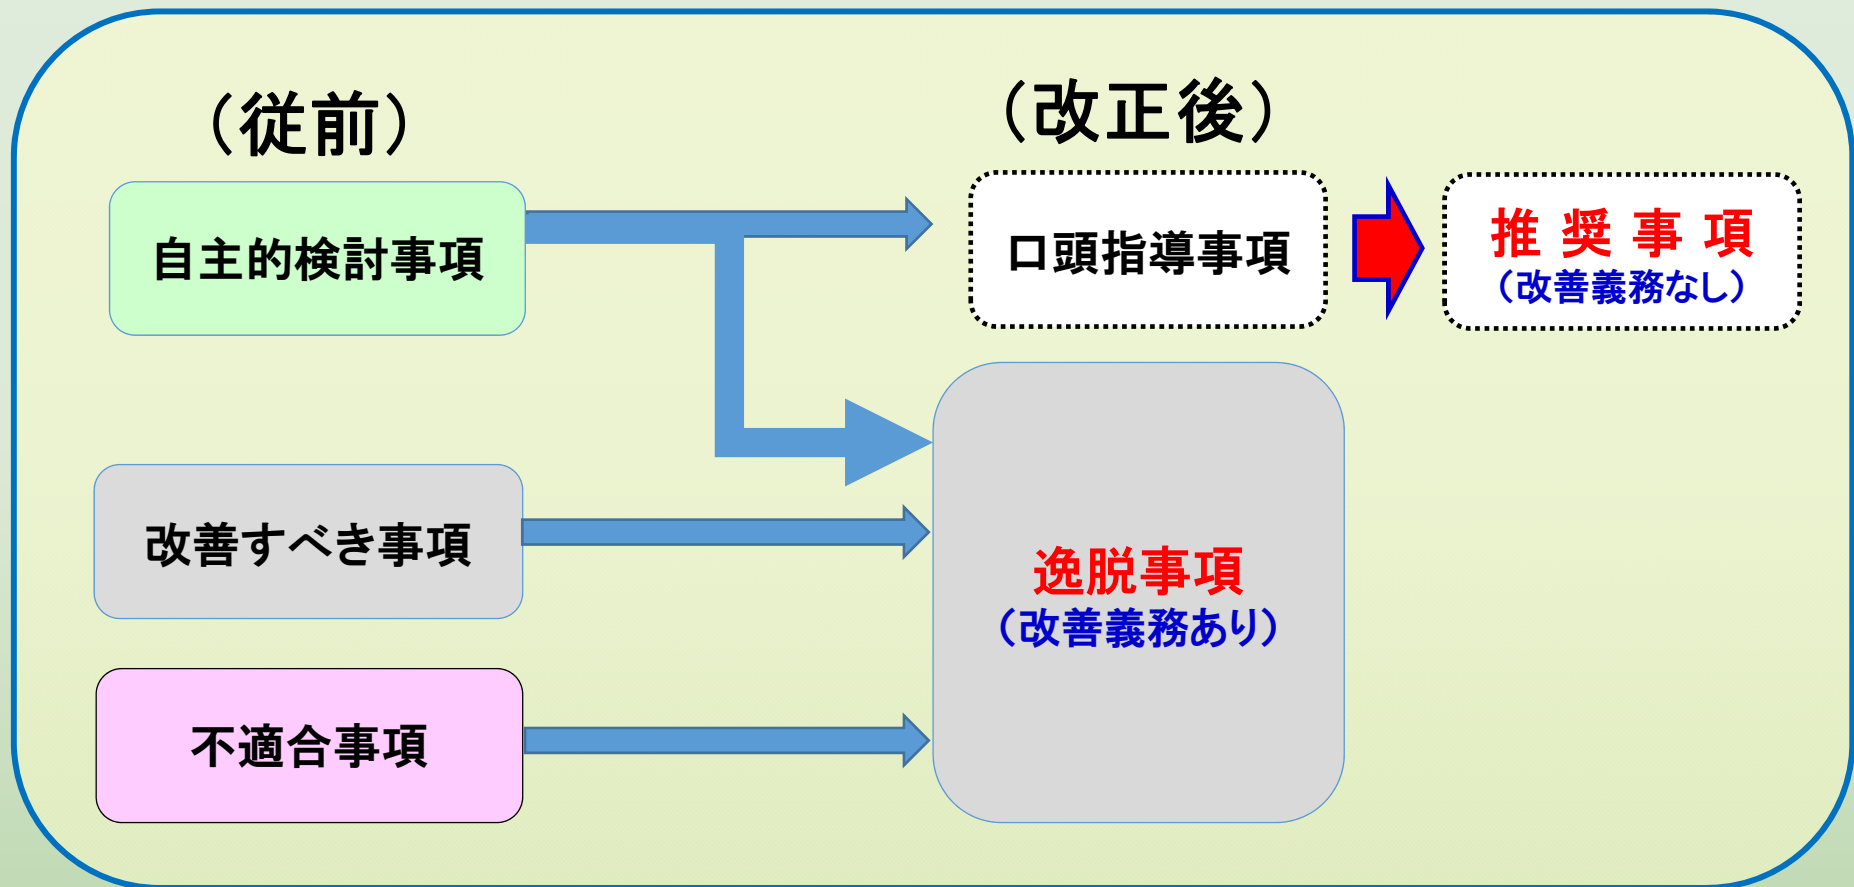 （従前）
（改正後）
自主的検討事項
口頭指導事項
推奨事項
（改善義務なし）
改善すべき事項
逸脱事項
（改善義務あり）
不適合事項